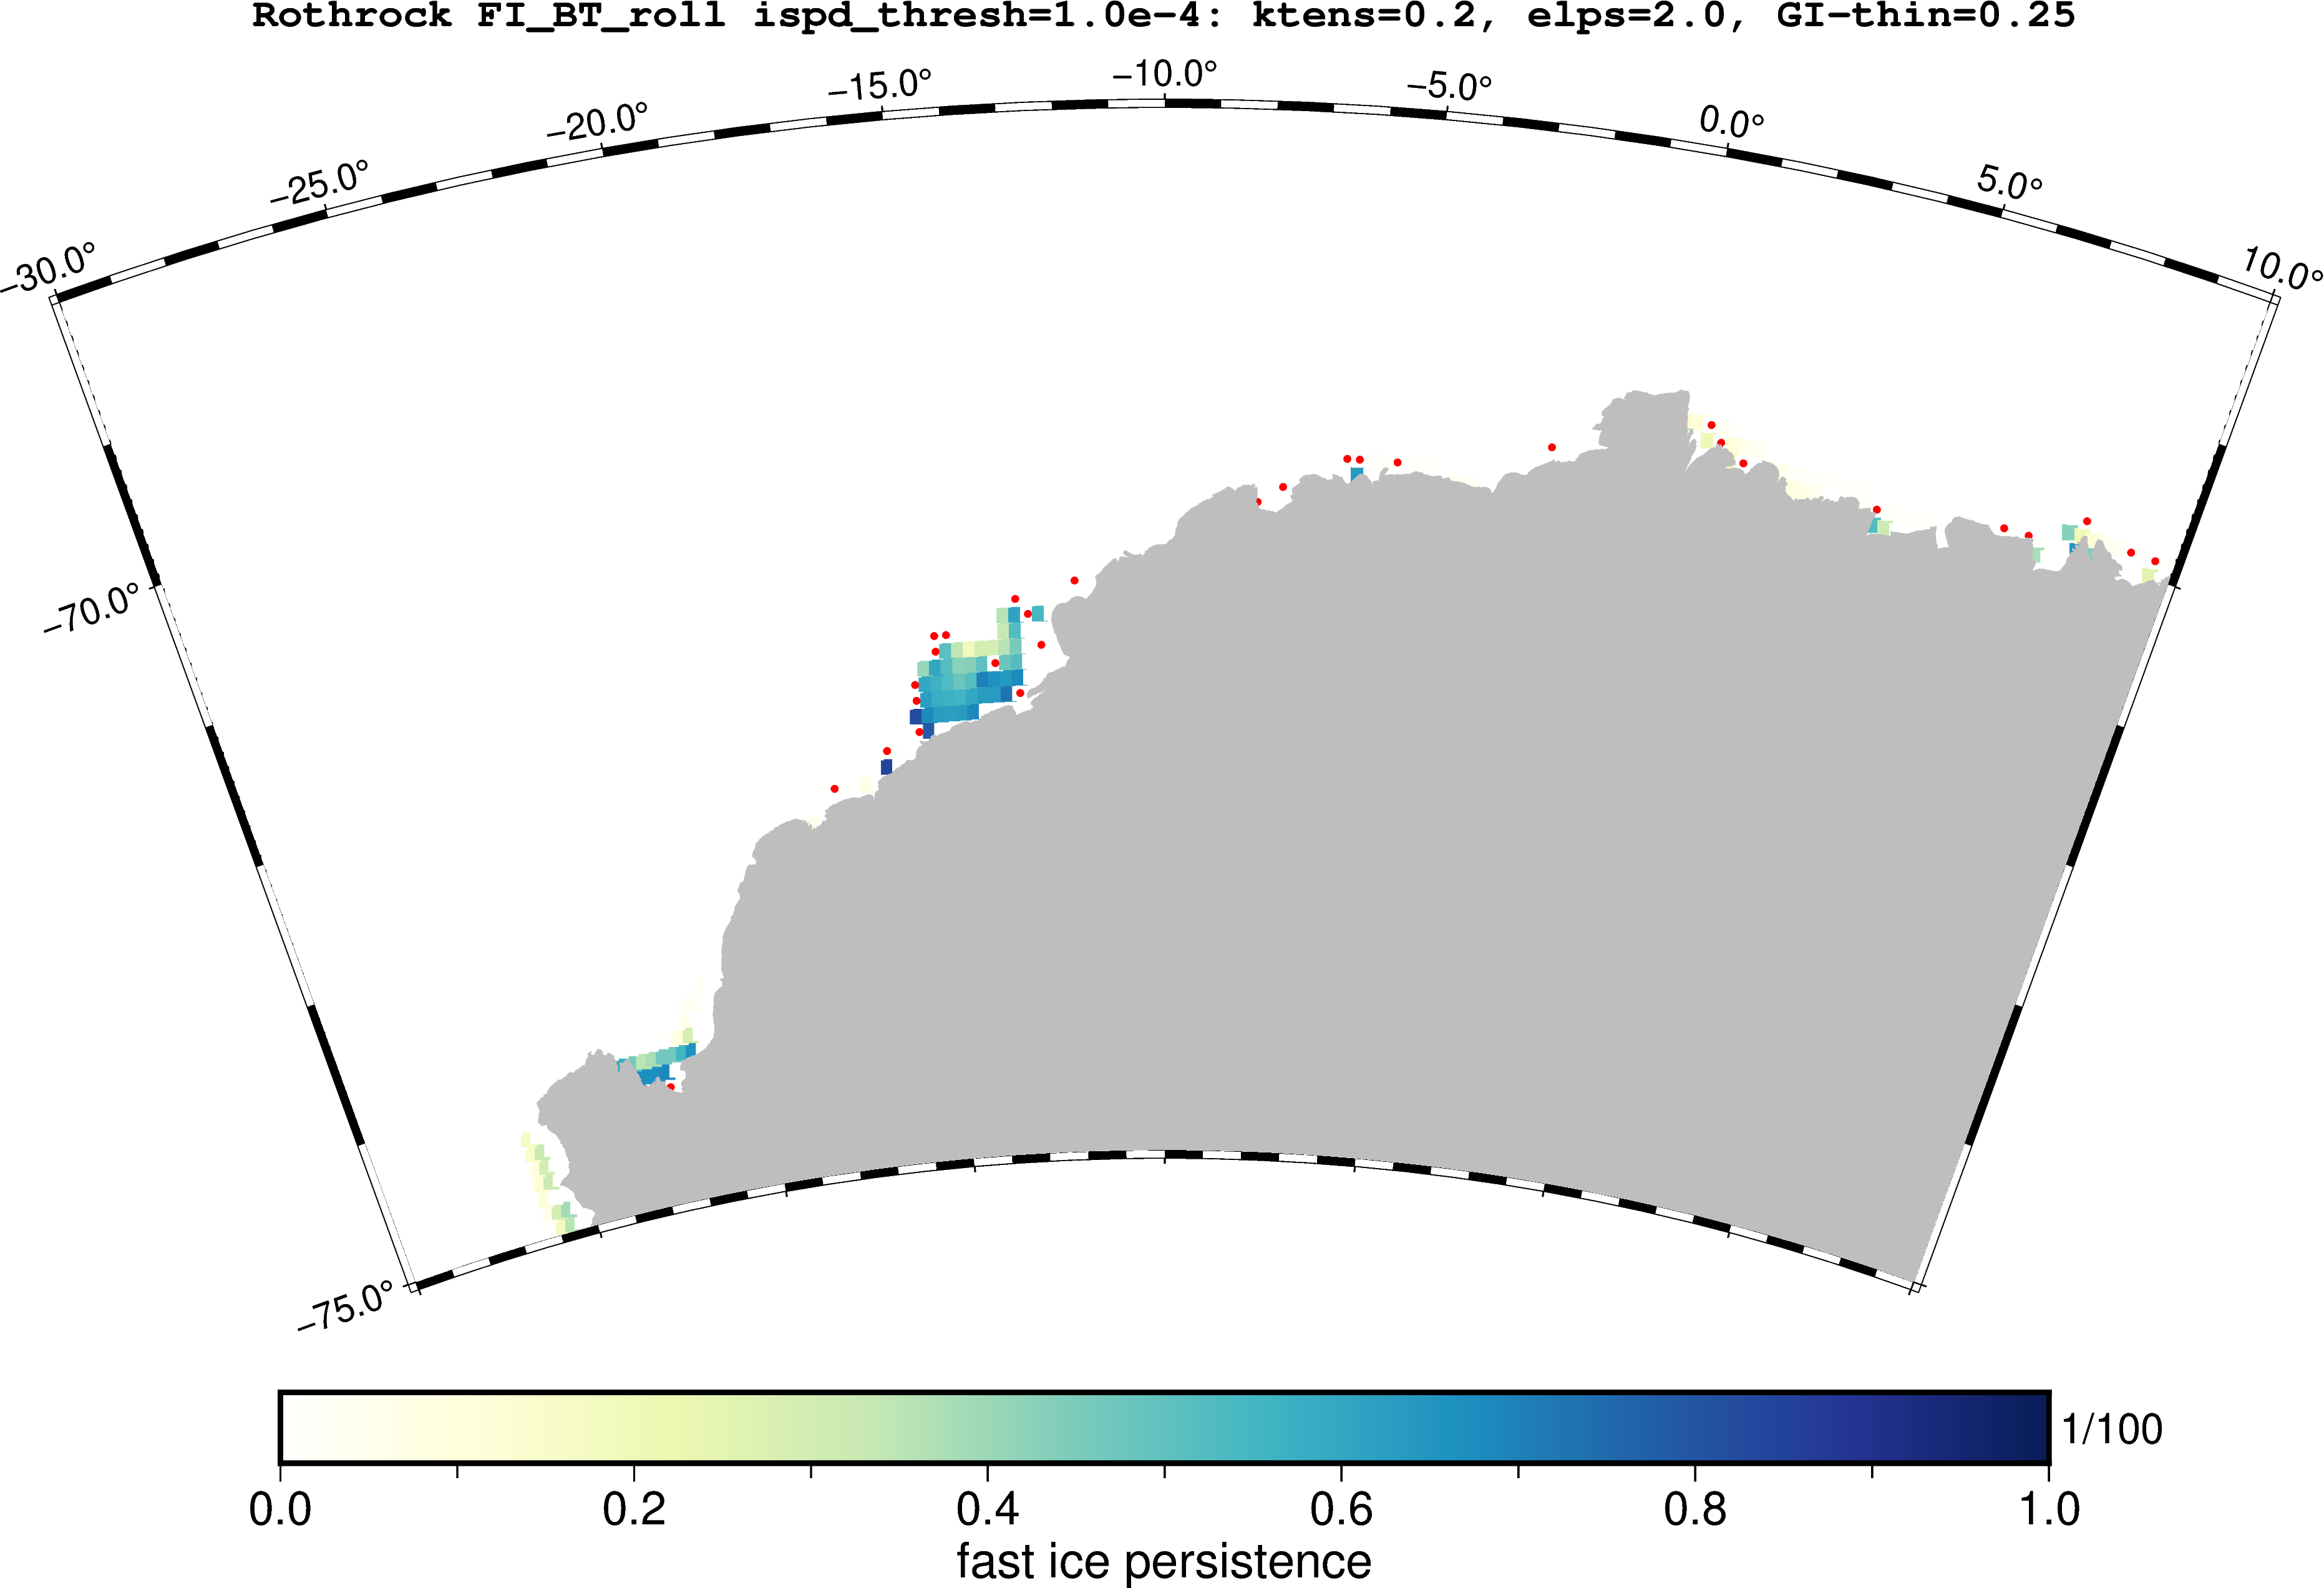 Rothrock FI_BT_roll ispd_thresh=1.0e-4: ktens=0.2, elps=2.0, GI-thin=0.25
−30.0° −25.0° −20.0° −15.0° −10.0° −5.0° 0.0° 5.0° 10.0°
−70.0°
−75.0°
1/100
0.0 0.2 0.4 0.6 0.8 1.0
fast ice persistence